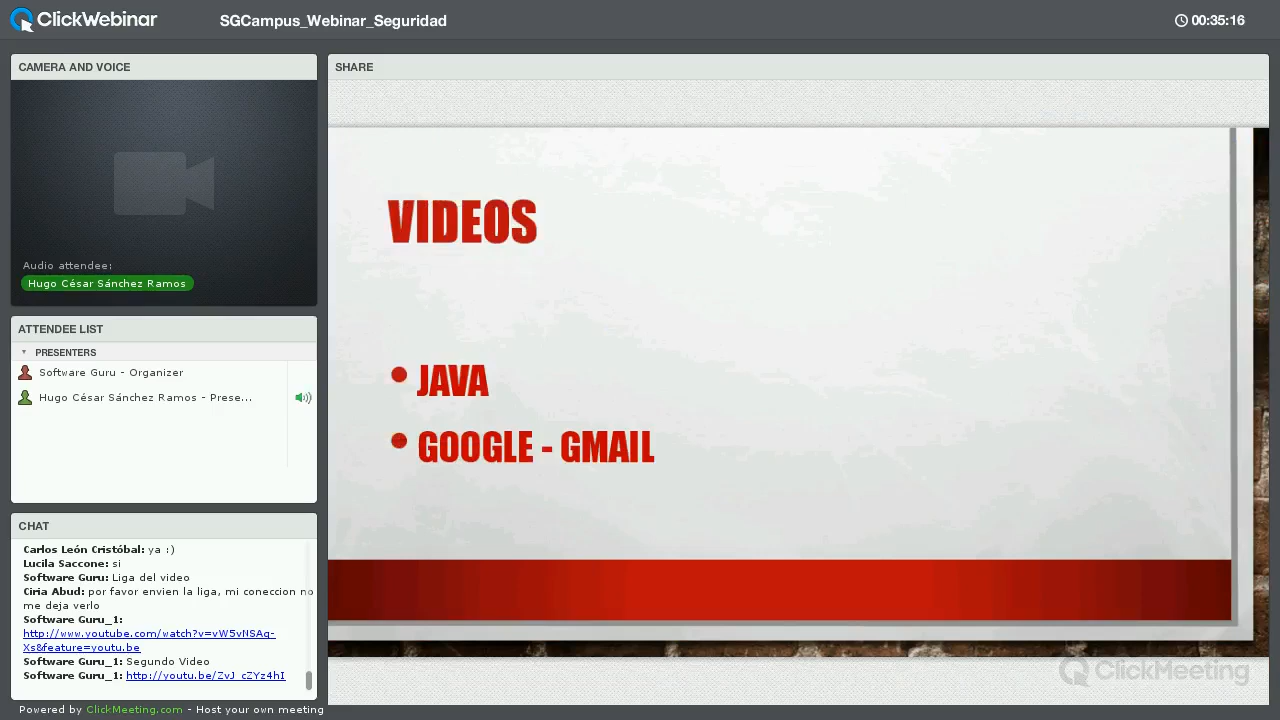 ClickWebinar
SGCampus_Webinar_Seguridad
00:35:16
CAMERA AND VOICE
Audio attendee:
Hugo César Sánchez Ramos
ATTENDEE LIST
PRESENTERS
Software Guru - Organizer
Hugo César Sánchez Ramos - Prese...
CHAT
Carlos León Cristóbal: ya :)
Lucila Saccone: si
Software Guru: Liga del video
Ciria Abud: por favor envien la liga, mi coneccion no
me deja verlo
Software Guru_1:
http://www.youtube.com/watch?v=vW5vNSAq-
Xs&feature=youtu.be
Software Guru_1: Segundo Video
Software Guru_1: http://youtu.be/ZvJ_cZYz4hI
Powered by ClickMeeting.com - Host your own meeting
SHARE
VIDEOS
• JAVA
• GOOGLE - GMAIL
ClickMeeting